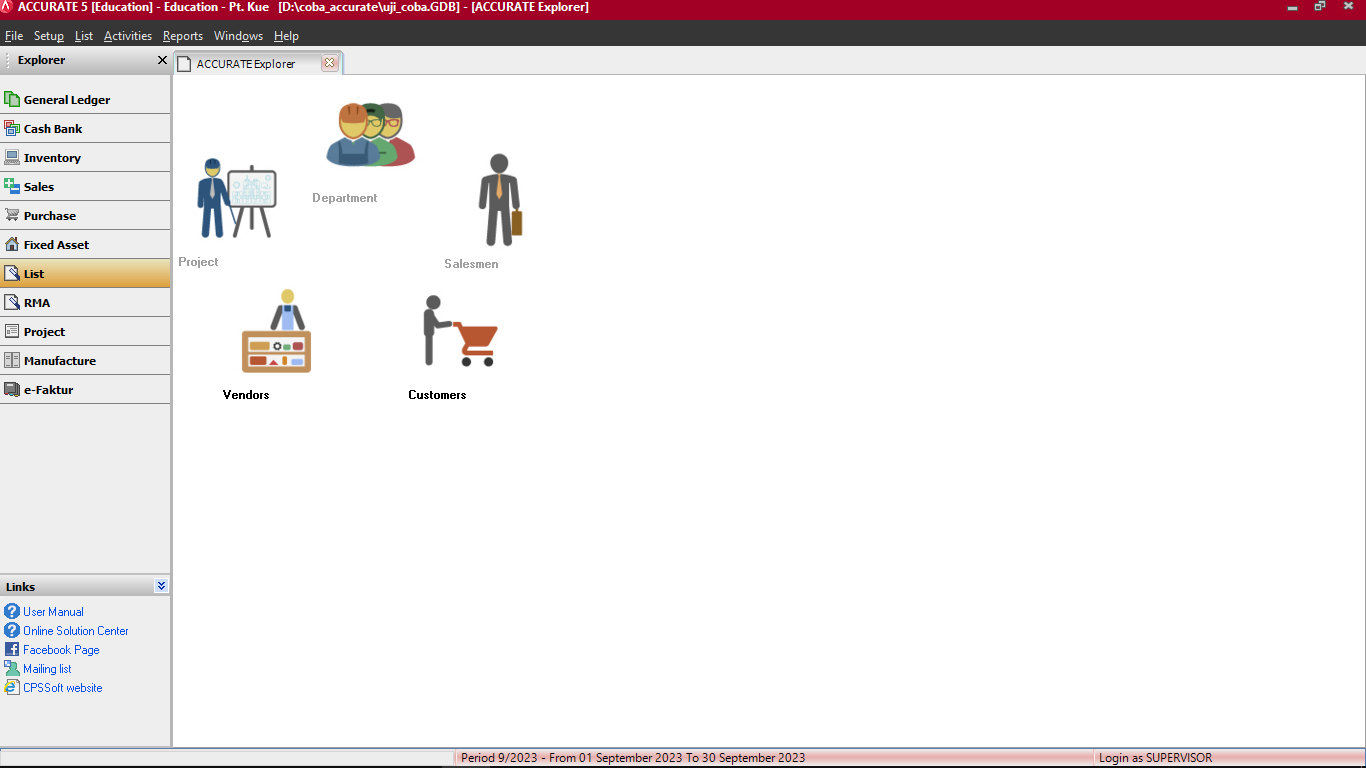 ACCURATE 5 [Education] - Education - Pt. Kue [D:\coba_accurate\uji_coba.GDB] - [ACCURATE Explorer]
File Setup List Activities Reports Windows Help
Explorer
ACCURATE Explorer
General Ledger
Cash Bank
Inventory
Sales
Purchase
Fixed Asset
List
RMA
Project
Manufacture
e-Faktur
Department
Project
Salesmen
Vendors
Customers
Links
User Manual
Online Solution Center
Facebook Page
Mailing list
CPSSoft website
Period 9/2023 - From 01 September 2023 To 30 September 2023
Login as SUPERVISOR